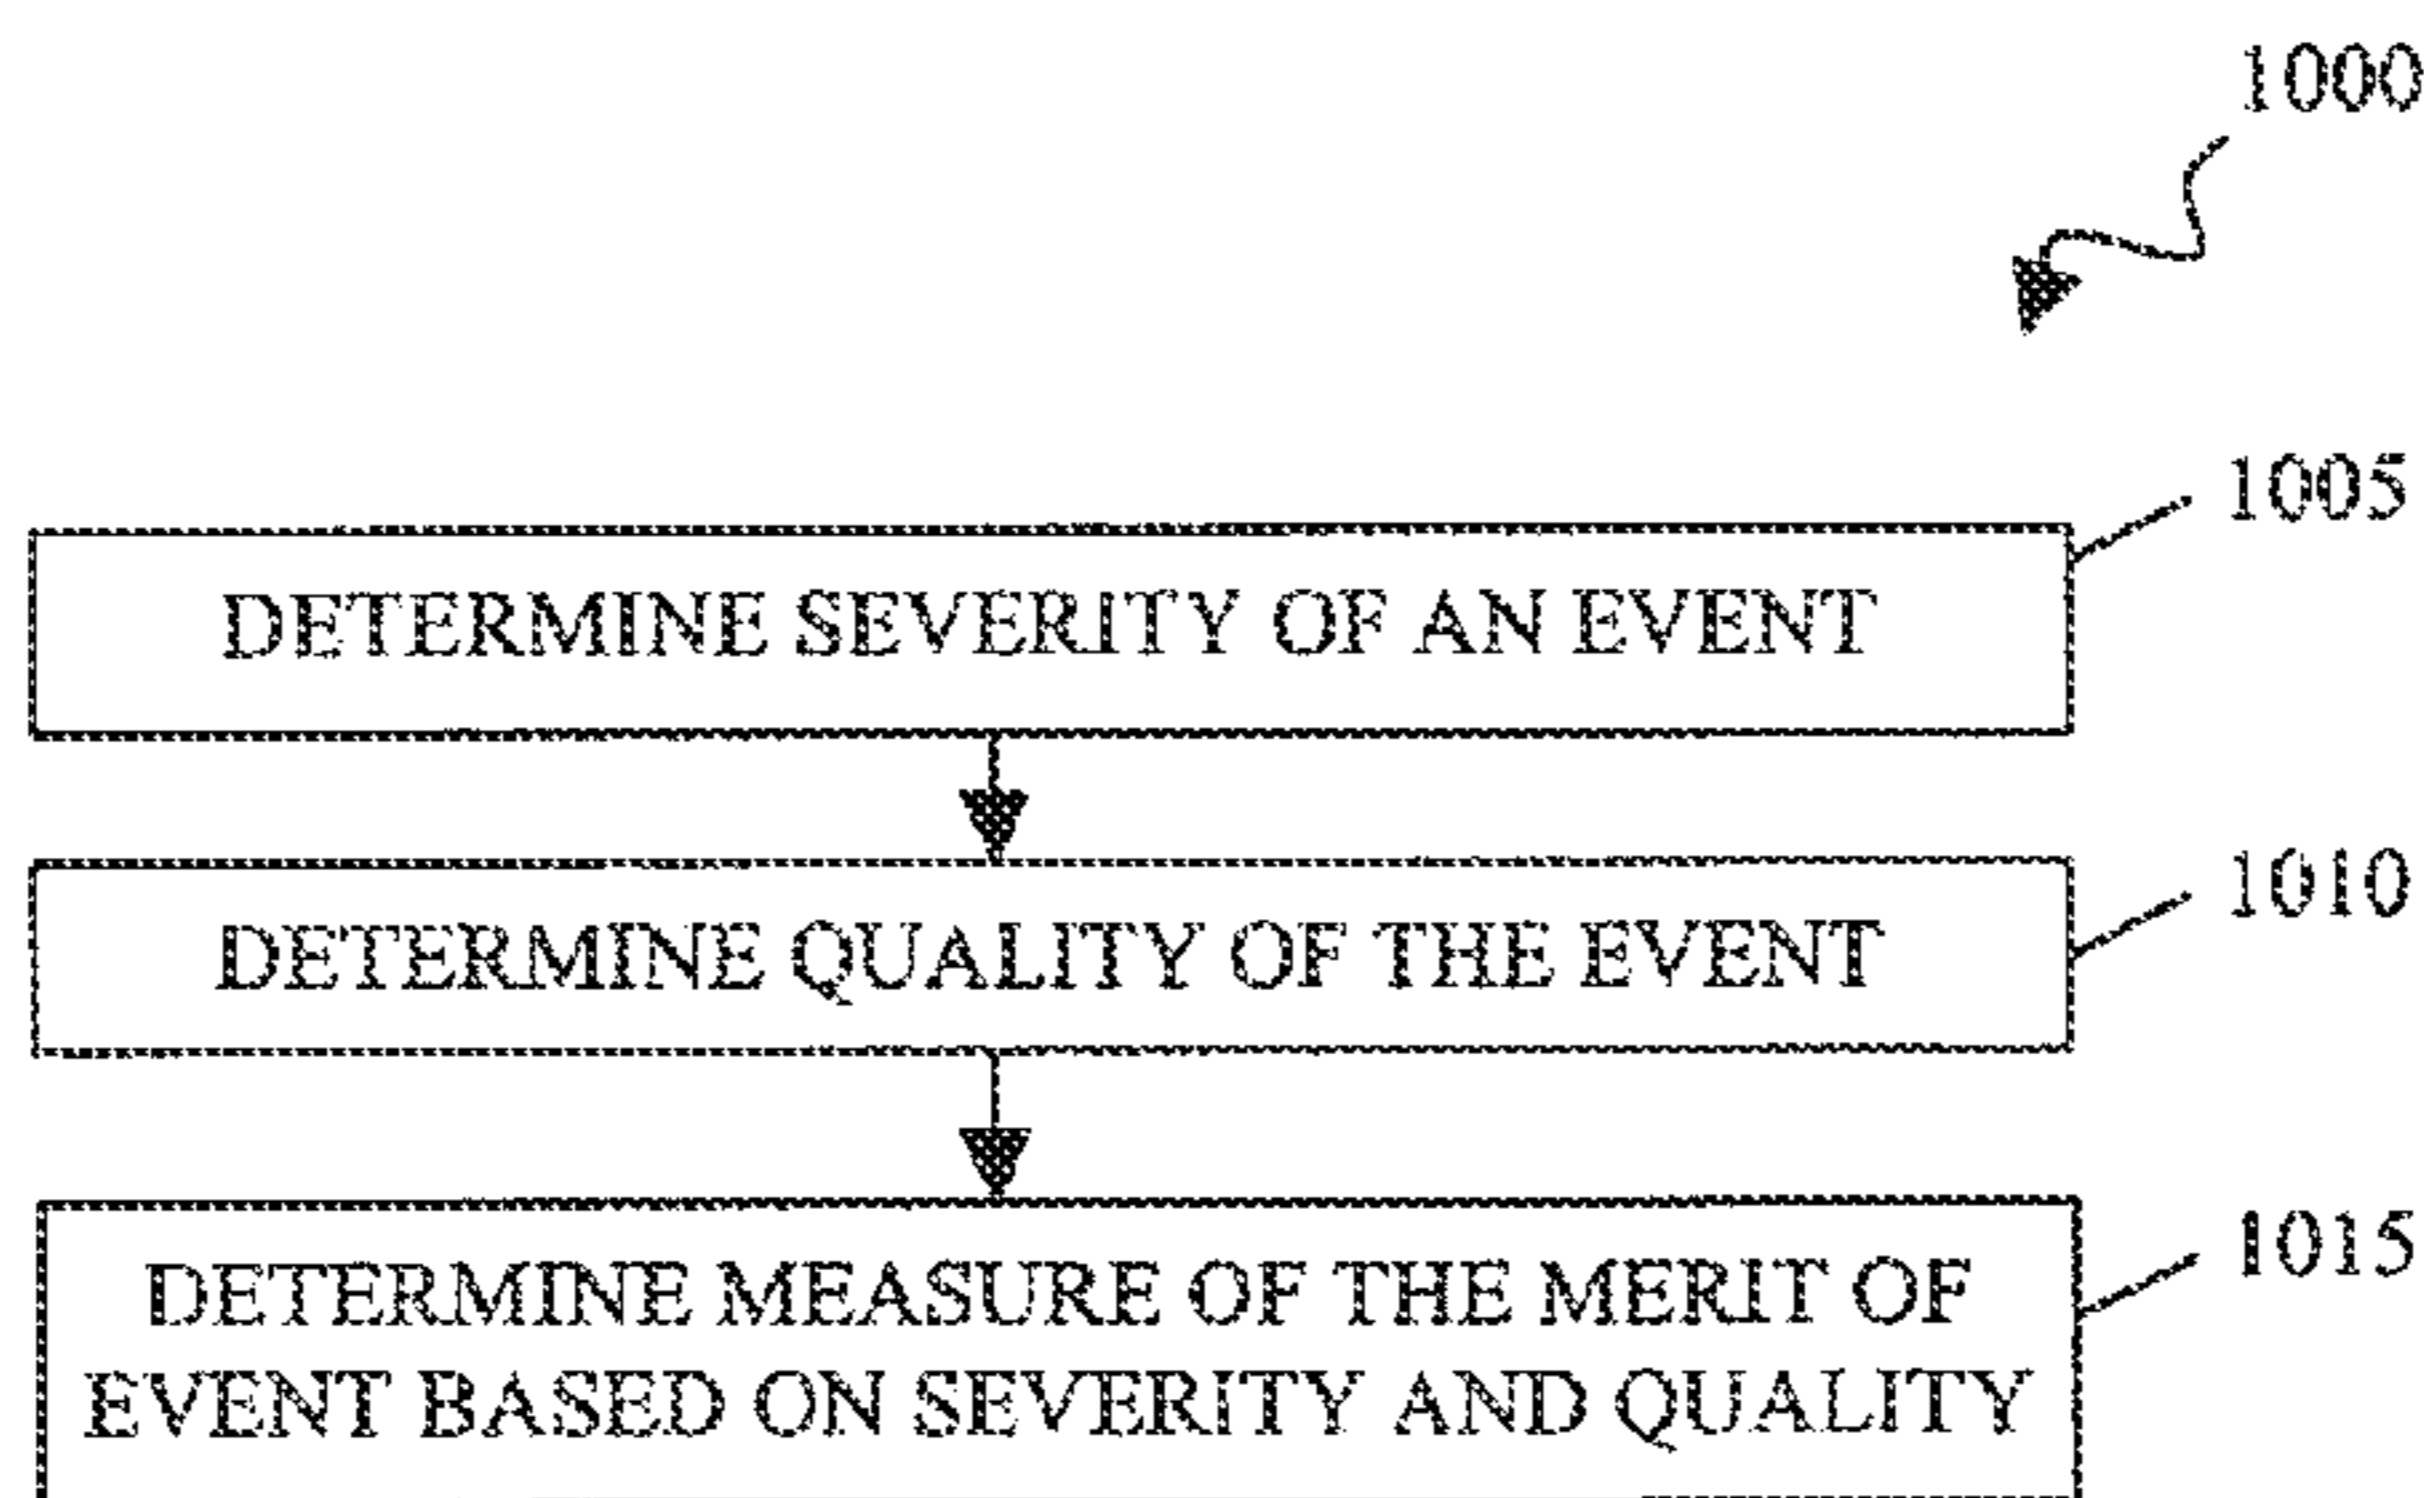 1000
1005
DETERMINE SEVERITY OF AN EVENT
1010
DETERMINE QUALITY OF THE EVENT
1015
DETERMINE MEASURE OF THE MERIT OF
EVENT BASED ON SEVERITY AND QUALITY